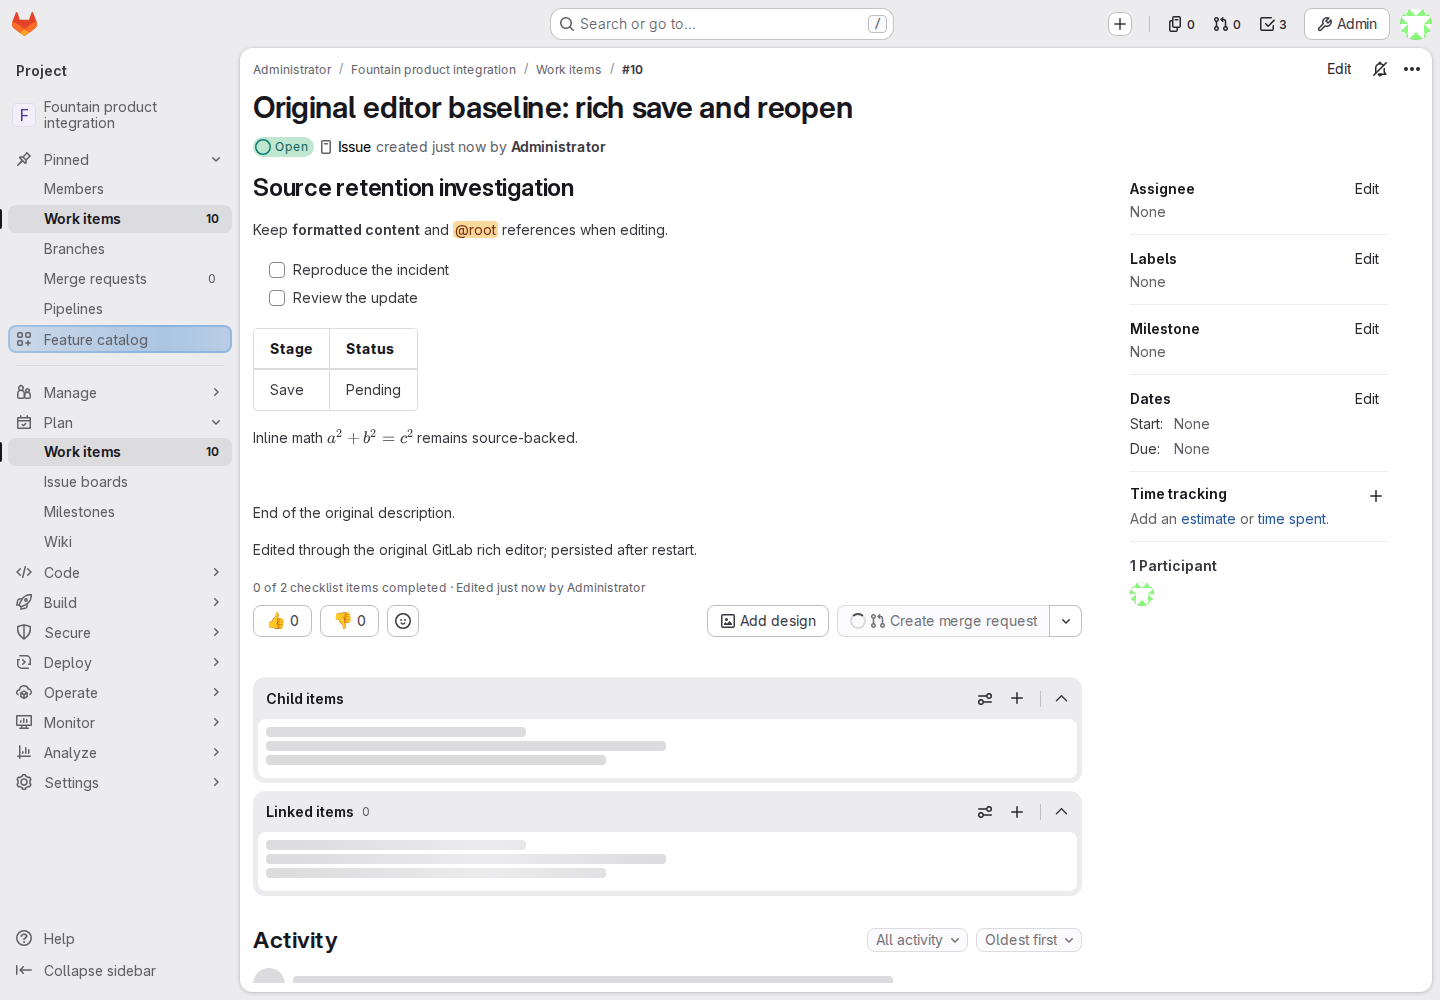 Search or go to...
/
0
0
3
Admin
Project
F
Fountain product integration
Pinned
Members
Work items 10
Branches
Merge requests 0
Pipelines
Feature catalog
Manage
Plan
Work items 10
Issue boards
Milestones
Wiki
Code
Build
Secure
Deploy
Operate
Monitor
Analyze
Settings
Help
Collapse sidebar
Administrator / Fountain product integration / Work items / #10
Edit
Original editor baseline: rich save and reopen
Open Issue created just now by Administrator
Source retention investigation
Keep formatted content and @root references when editing.
Reproduce the incident
Review the update
Stage Status
Save Pending
Inline math a² + b² = c² remains source-backed.
End of the original description.
Edited through the original GitLab rich editor; persisted after restart.
0 of 2 checklist items completed · Edited just now by Administrator
👍 0 👎 0
Add design
Create merge request
Child items
Linked items 0
Activity
All activity
Oldest first
Assignee Edit
None
Labels Edit
None
Milestone Edit
None
Dates Edit
Start: None
Due: None
Time tracking
Add an estimate or time spent.
1 Participant